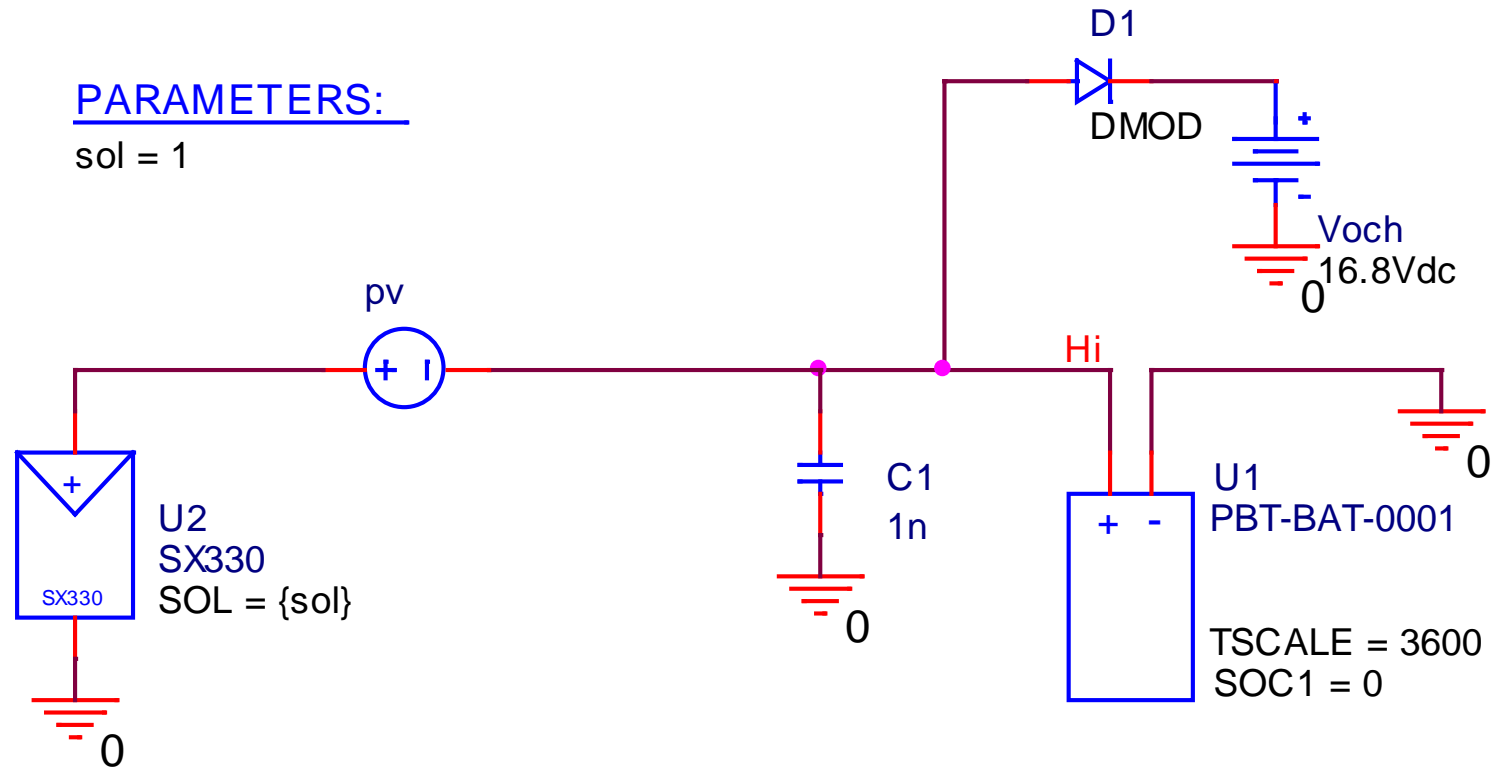 D1
PARAMETERS:
DMOD
sol = 1
+
-
Voch
16.8Vdc
0
pv
Hi
+ -
+
C1
1n
U1
PBT-BAT-0001
+ -
0
U2
SX330
SOL = {sol}
SX330
0
TSCALE = 3600
SOC1 = 0
0